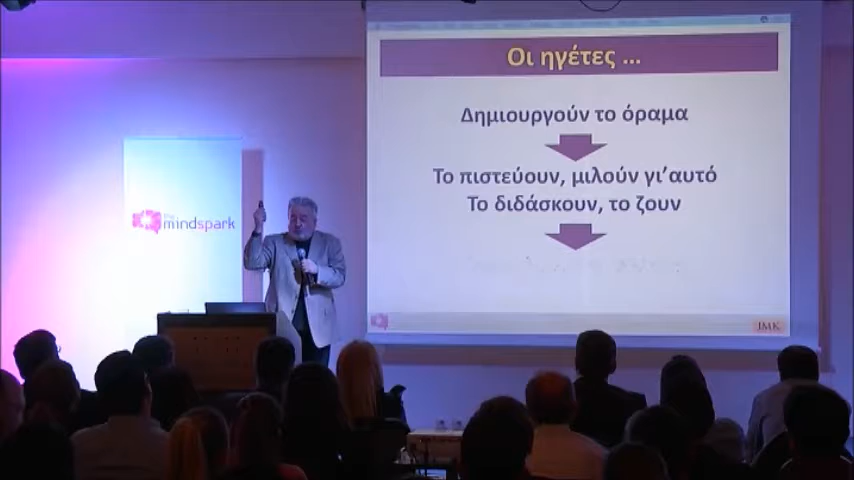 Οι ηγέτες ...
Δημιουργούν το όραμα
Το πιστεύουν, μιλούν γι'αυτό
Το διδάσκουν, το ζουν
mindspark
JMK